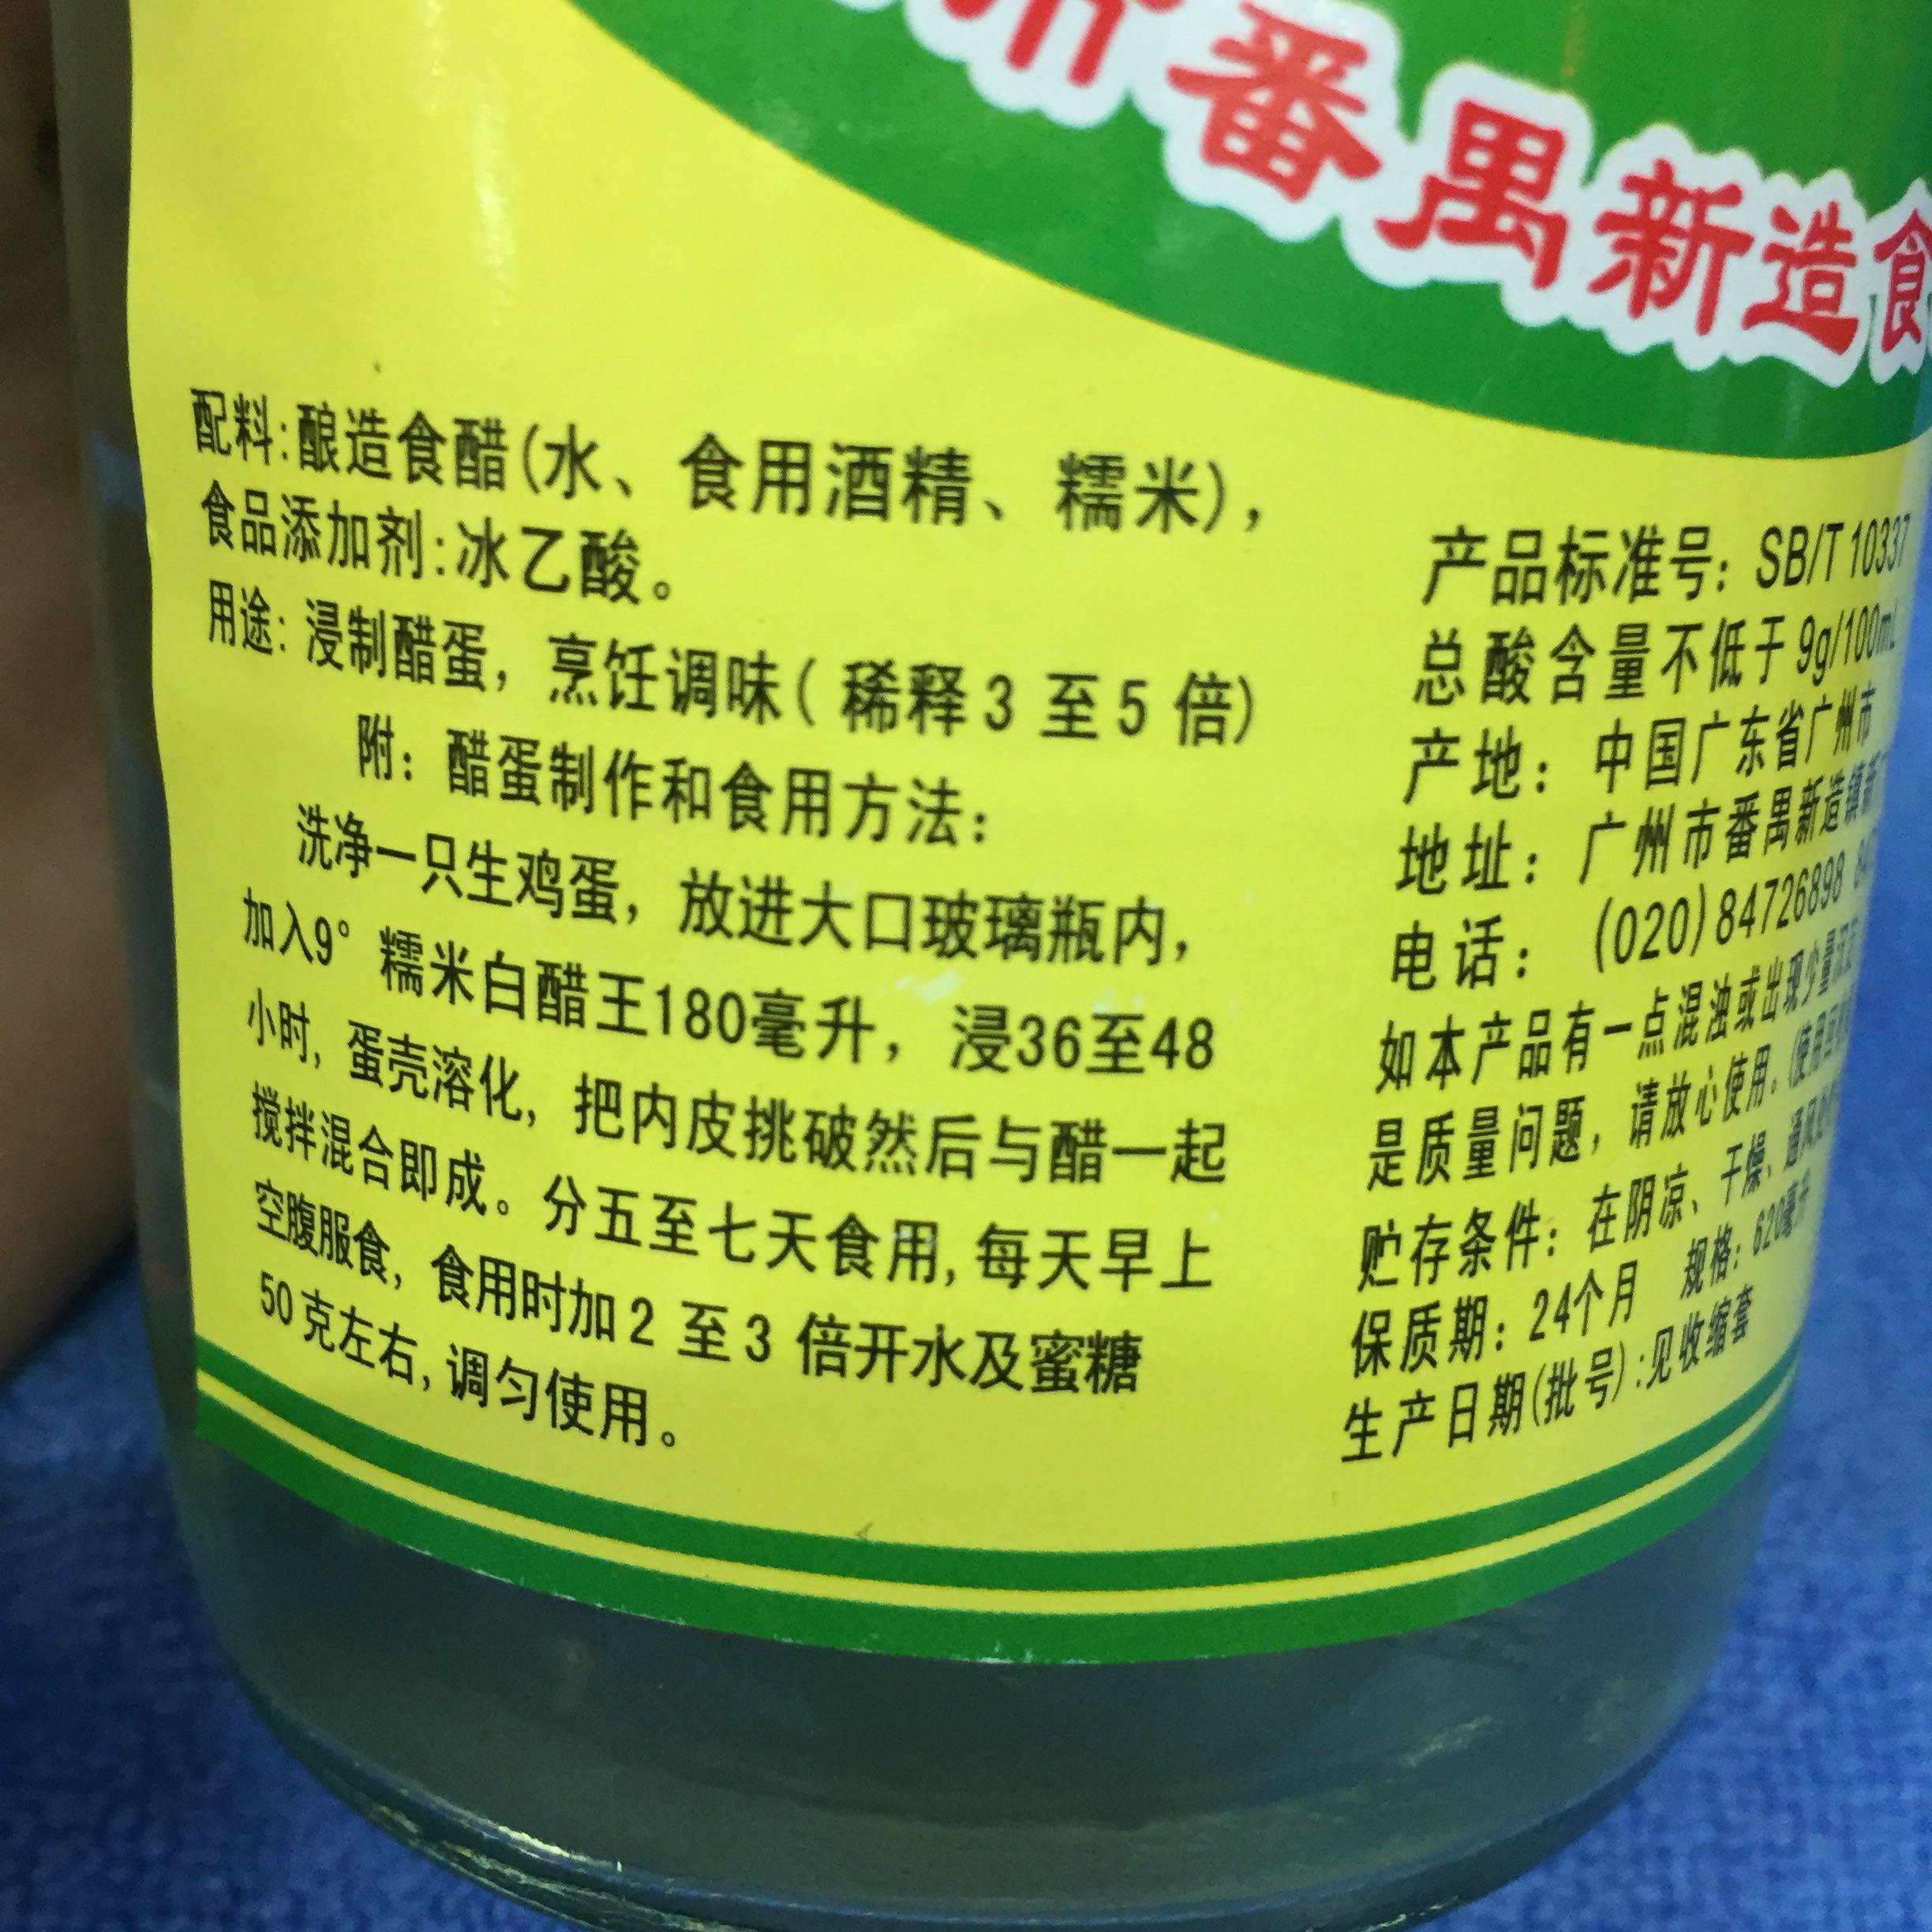 番禺新造食
配料:酿造食醋(水、食用酒精、糯米),
食品添加剂:冰乙酸。
用途:浸制醋蛋,烹饪调味(稀释3至5倍)
附:醋蛋制作和食用方法:
洗净一只生鸡蛋,放进大口玻璃瓶内,
加入9°糯米白醋王180毫升,浸36至48
小时,蛋壳溶化,把内皮挑破然后与醋一起
搅拌混合即成。分五至七天食用,每天早上
空腹服食,食用时加2至3倍开水及蜜糖
50克左右,调匀使用。
产品标准号:SB/T 10337
总酸含量不低于9g/100mL
产地:中国广东省广州市
地址:广州市番禺新造镇
电话:(020)84726898
如本产品有一点混浊或出现少量
是质量问题,请放心使用。
贮存条件:在阴凉、干燥、通风
保质期:24个月 规格:620毫升
生产日期(批号):见收缩套